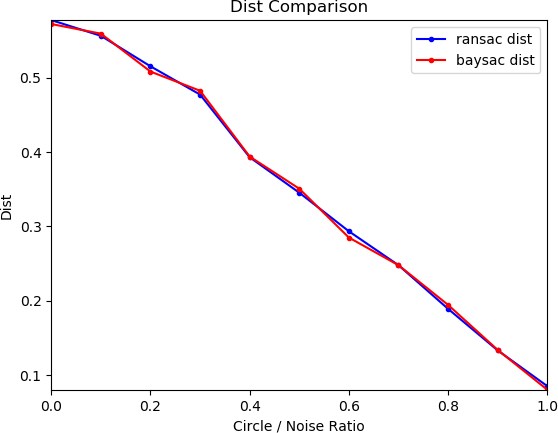 Dist Comparison
ransac dist
baysac dist
0.5
0.4
0.3
0.2
0.1
Dist
0.0 0.2 0.4 0.6 0.8 1.0
Circle / Noise Ratio